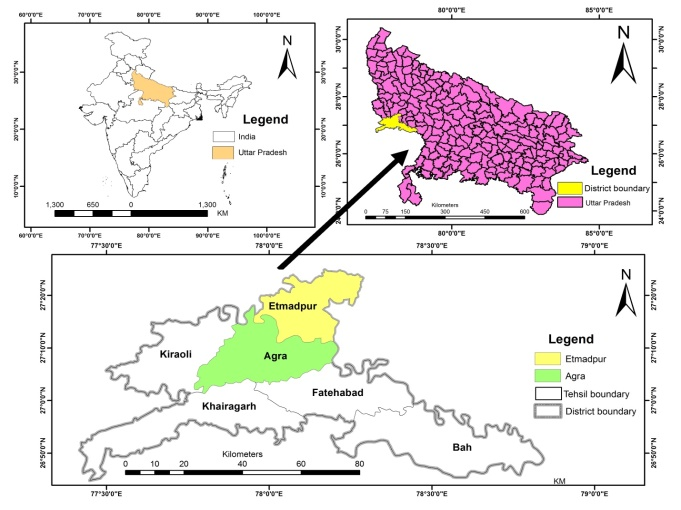 60°0'0"E 70°0'0"E 80°0'0"E 90°0'0"E 100°0'0"E
30°0'0"N
20°0'0"N
10°0'0"N
N
Legend
India
Uttar Pradesh
1,300 650 0 1,300
KM
60°0'0"E 70°0'0"E 80°0'0"E 90°0'0"E 100°0'0"E
80°0'0"E 85°0'0"E
30°0'0"N
28°0'0"N
26°0'0"N
24°0'0"N
N
Legend
District boundary
Uttar Pradesh
Kilometers
0 75 150 300 450 600
80°0'0"E 85°0'0"E
77°30'0"E 78°0'0"E 78°30'0"E 79°0'0"E
27°20'0"N
27°10'0"N
27°0'0"N
26°50'0"N
N
Etmadpur
Kiraoli
Agra
Fatehabad
Khairagarh
Bah
Legend
Etmadpur
Agra
Tehsil boundary
District boundary
Kilometers
0 10 20 40 60 80
KM
77°30'0"E 78°0'0"E 78°30'0"E 79°0'0"E